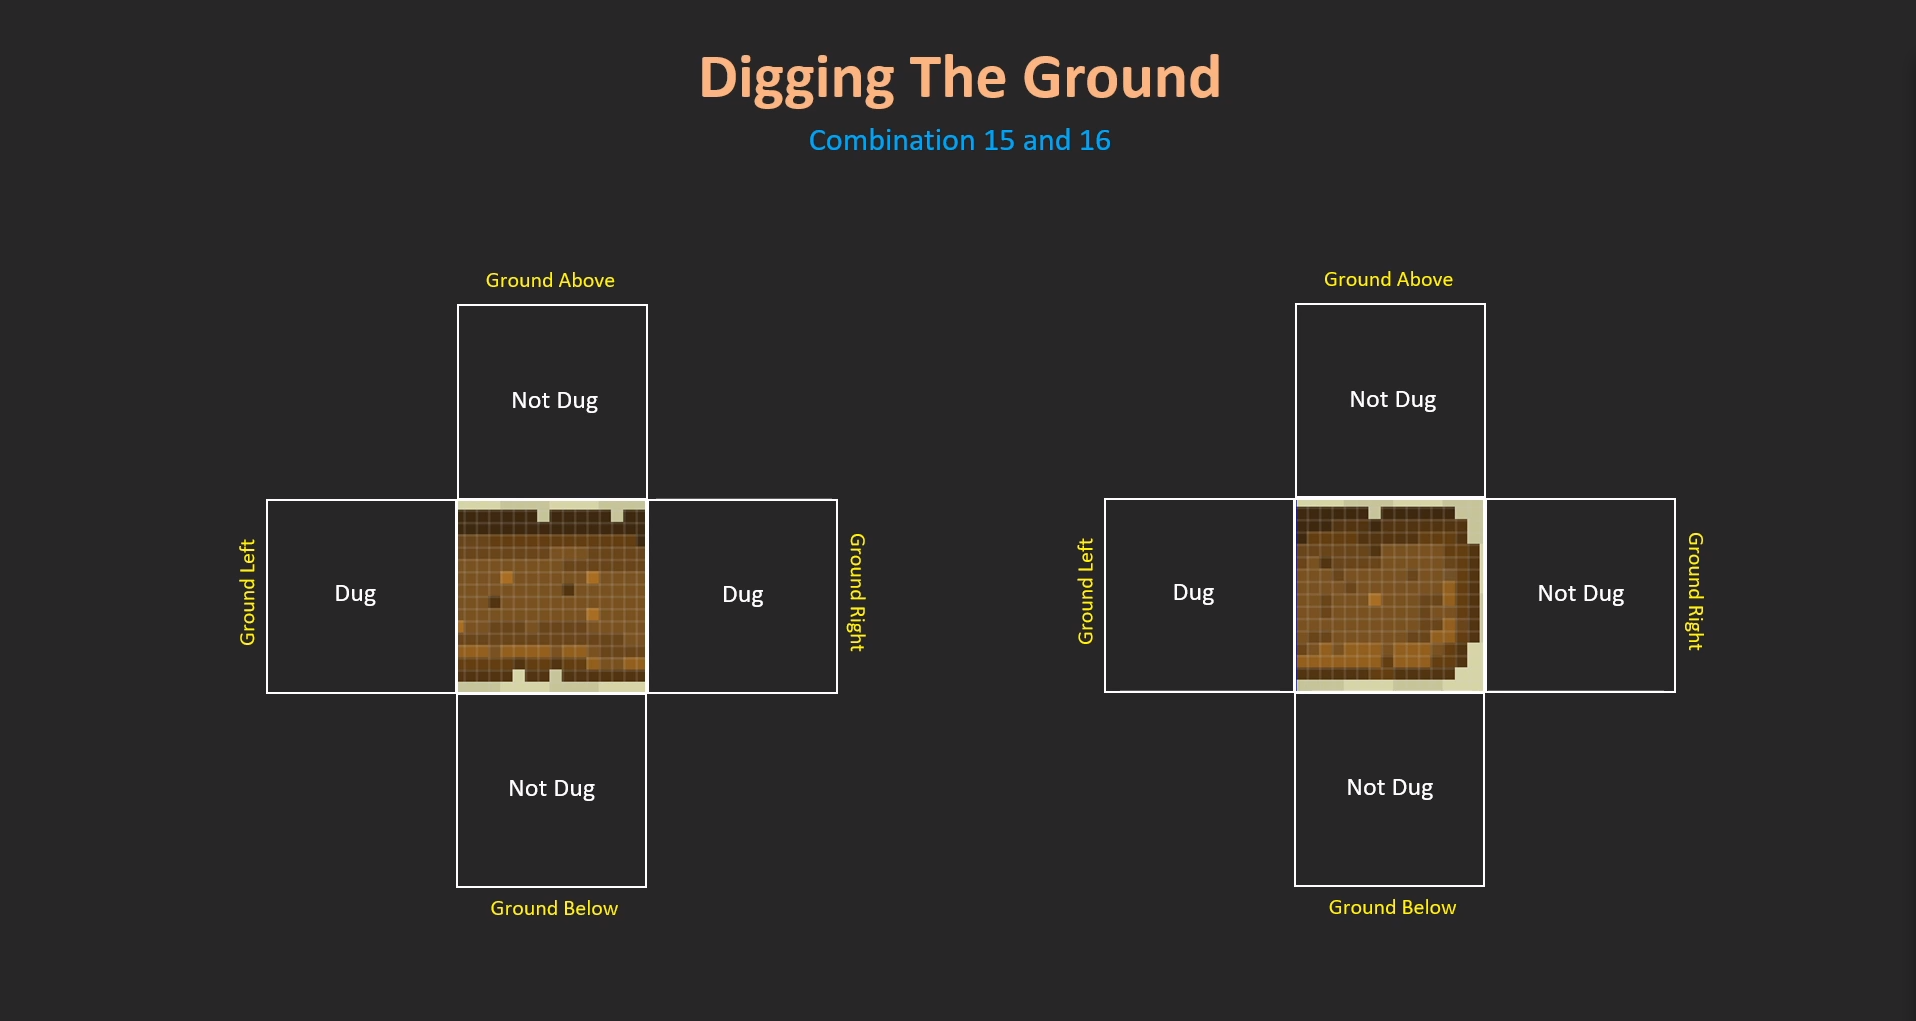 Digging The Ground
Combination 15 and 16
Ground Above
Not Dug
Ground Left
Dug
Dug
Ground Right
Not Dug
Ground Below
Ground Above
Not Dug
Ground Left
Dug
Not Dug
Ground Right
Not Dug
Ground Below